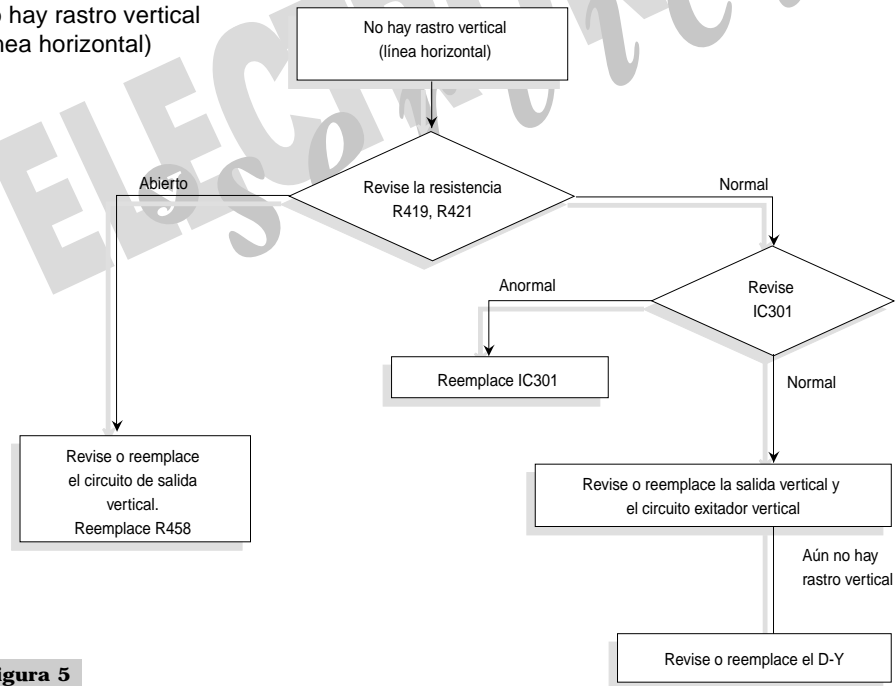 o hay rastro vertical
nea horizontal)
No hay rastro vertical
(línea horizontal)
Abierto
Revise la resistencia
R419, R421
Normal
Anormal
Revise
IC301
Reemplace IC301
Normal
Revise o reemplace
el circuito de salida
vertical.
Reemplace R458
Revise o reemplace la salida vertical y
el circuito exitador vertical
Aún no hay
rastro vertical
Revise o reemplace el D-Y
igura 5